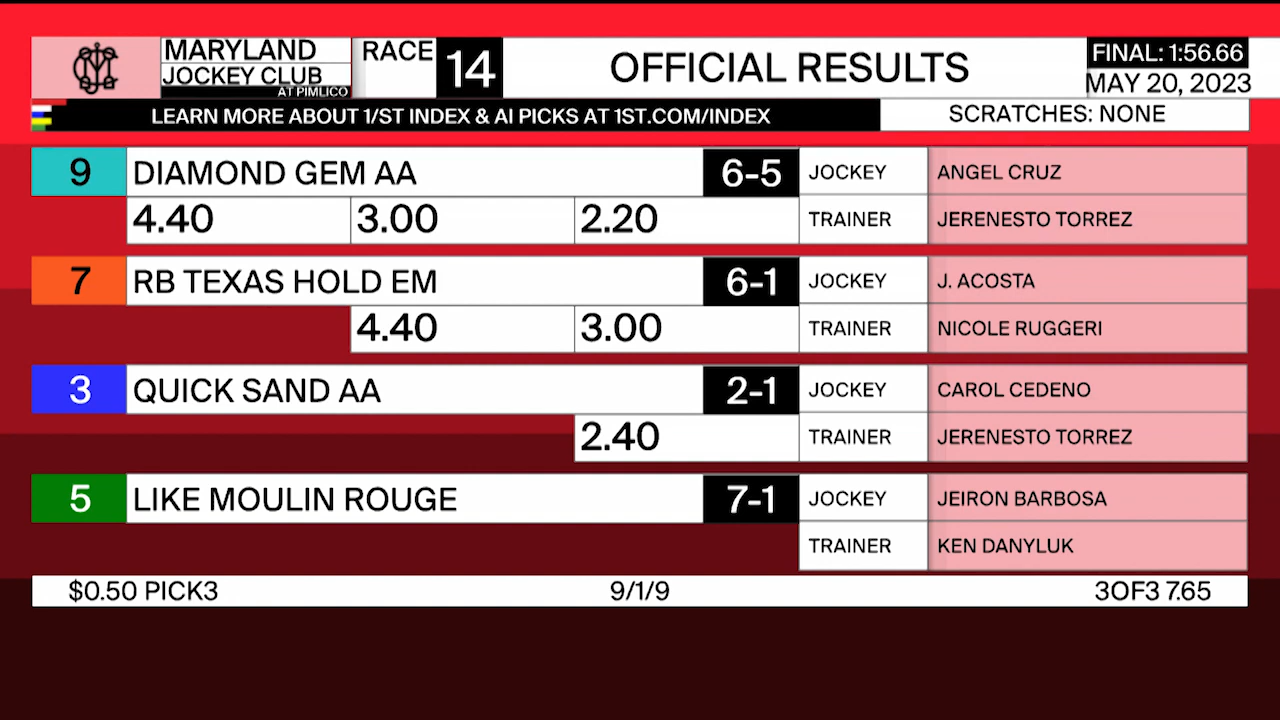 MARYLAND
JOCKEY CLUB
AT PIMLICO
RACE 14
OFFICIAL RESULTS
FINAL: 1:56.66
MAY 20, 2023
LEARN MORE ABOUT 1/ST INDEX & AI PICKS AT 1ST.COM/INDEX
SCRATCHES: NONE
9 DIAMOND GEM AA 6-5 JOCKEY ANGEL CRUZ
4.40 3.00 2.20 TRAINER JERENESTO TORREZ
7 RB TEXAS HOLD EM 6-1 JOCKEY J. ACOSTA
4.40 3.00 TRAINER NICOLE RUGGERI
3 QUICK SAND AA 2-1 JOCKEY CAROL CEDENO
2.40 TRAINER JERENESTO TORREZ
5 LIKE MOULIN ROUGE 7-1 JOCKEY JEIRON BARBOSA
TRAINER KEN DANYLUK
$0.50 PICK3 9/1/9 3OF3 7.65